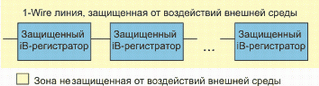 1-Wire линия, защищенная от воздействий внешней среды
Защищенный Защищенный Защищенный
iB-регистратор iB-регистратор ... iB-регистратор
Зона незащищенная от воздействий внешней среды